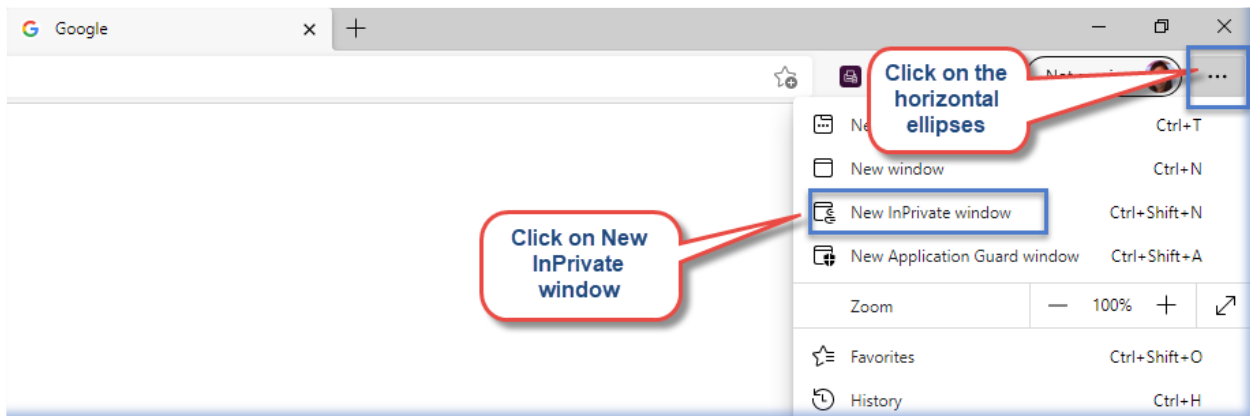 Google
Click on the
horizontal
ellipses
Ctrl+T
New window Ctrl+N
New InPrivate window Ctrl+Shift+N
New Application Guard window Ctrl+Shift+A
Click on New
InPrivate
window
Zoom 100%
Favorites Ctrl+Shift+O
History Ctrl+H